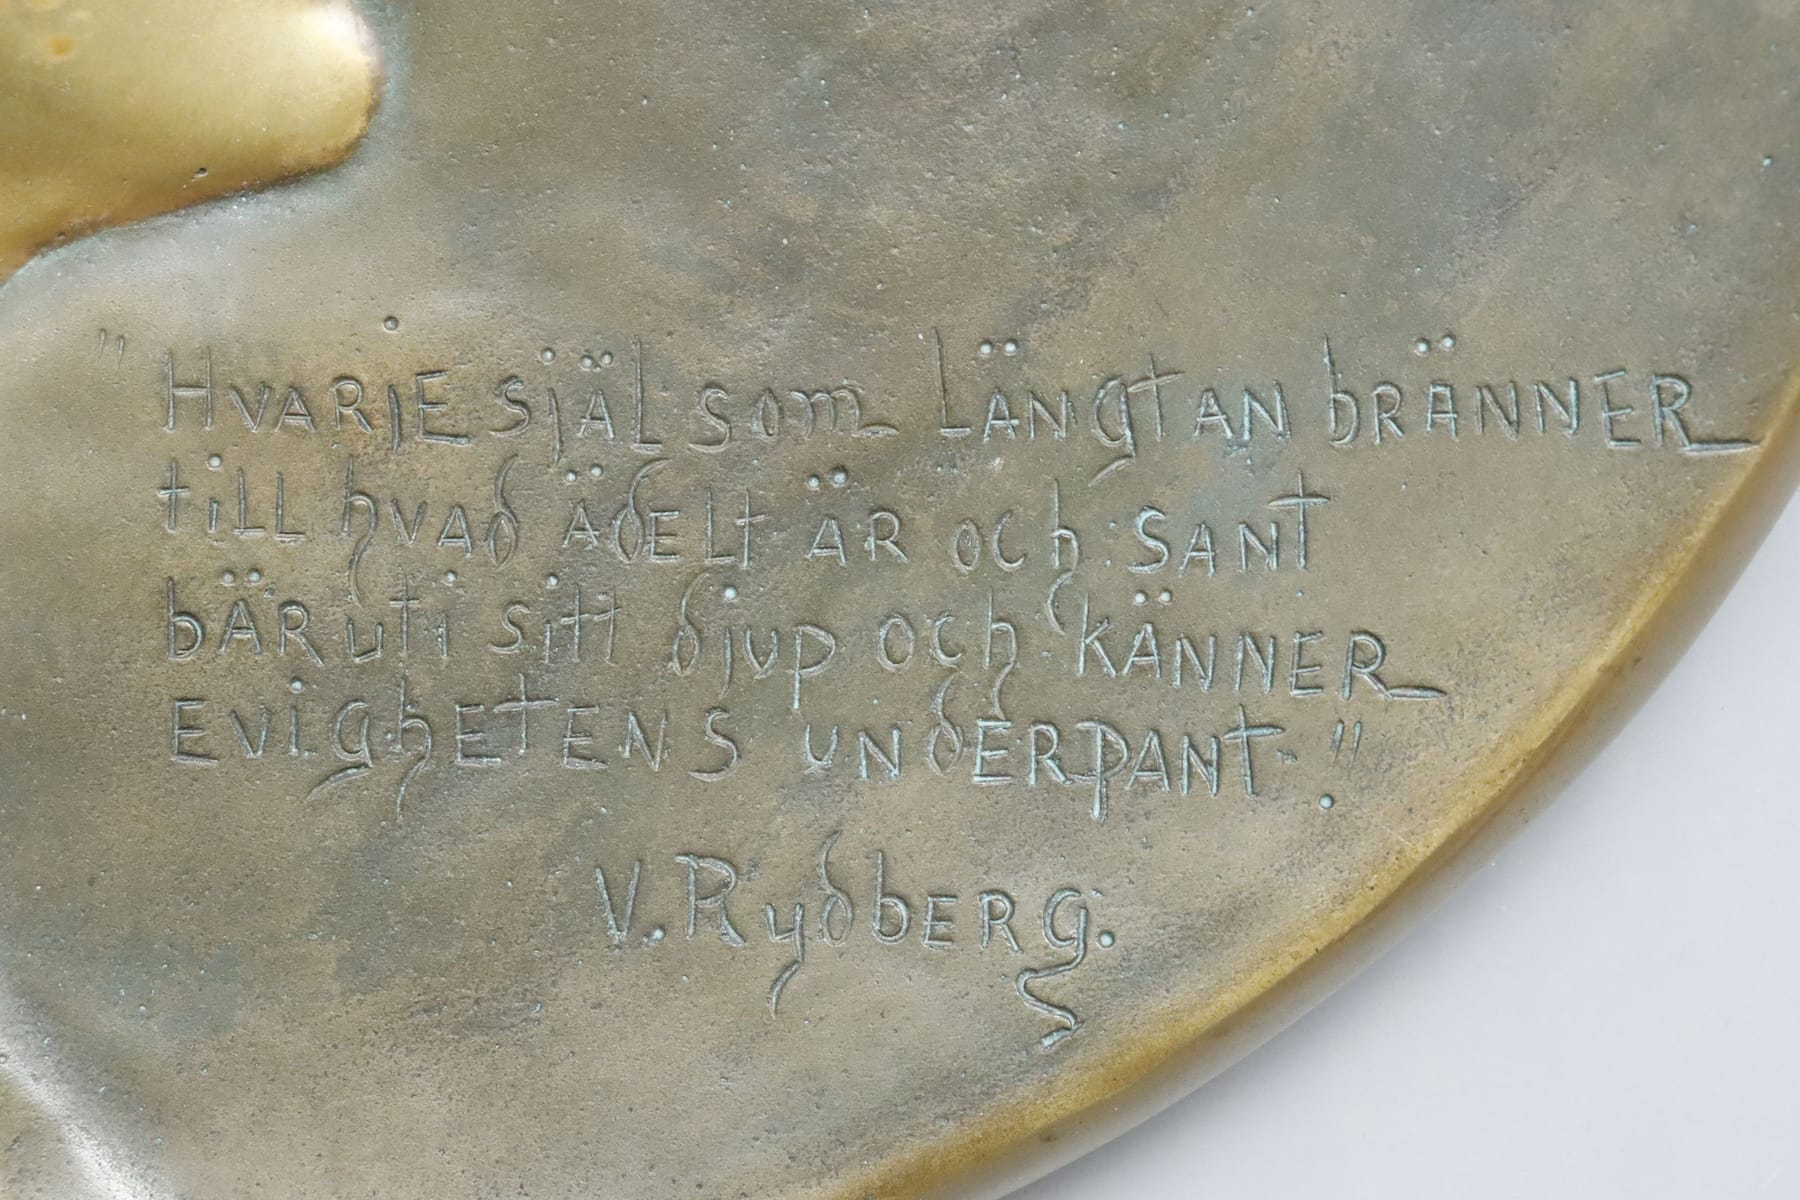 "Hvarje själ som längtan bränner
till hvad ädelt är och sant
bär uti sitt djup och känner
evighetens underpant."
V. Rydberg.